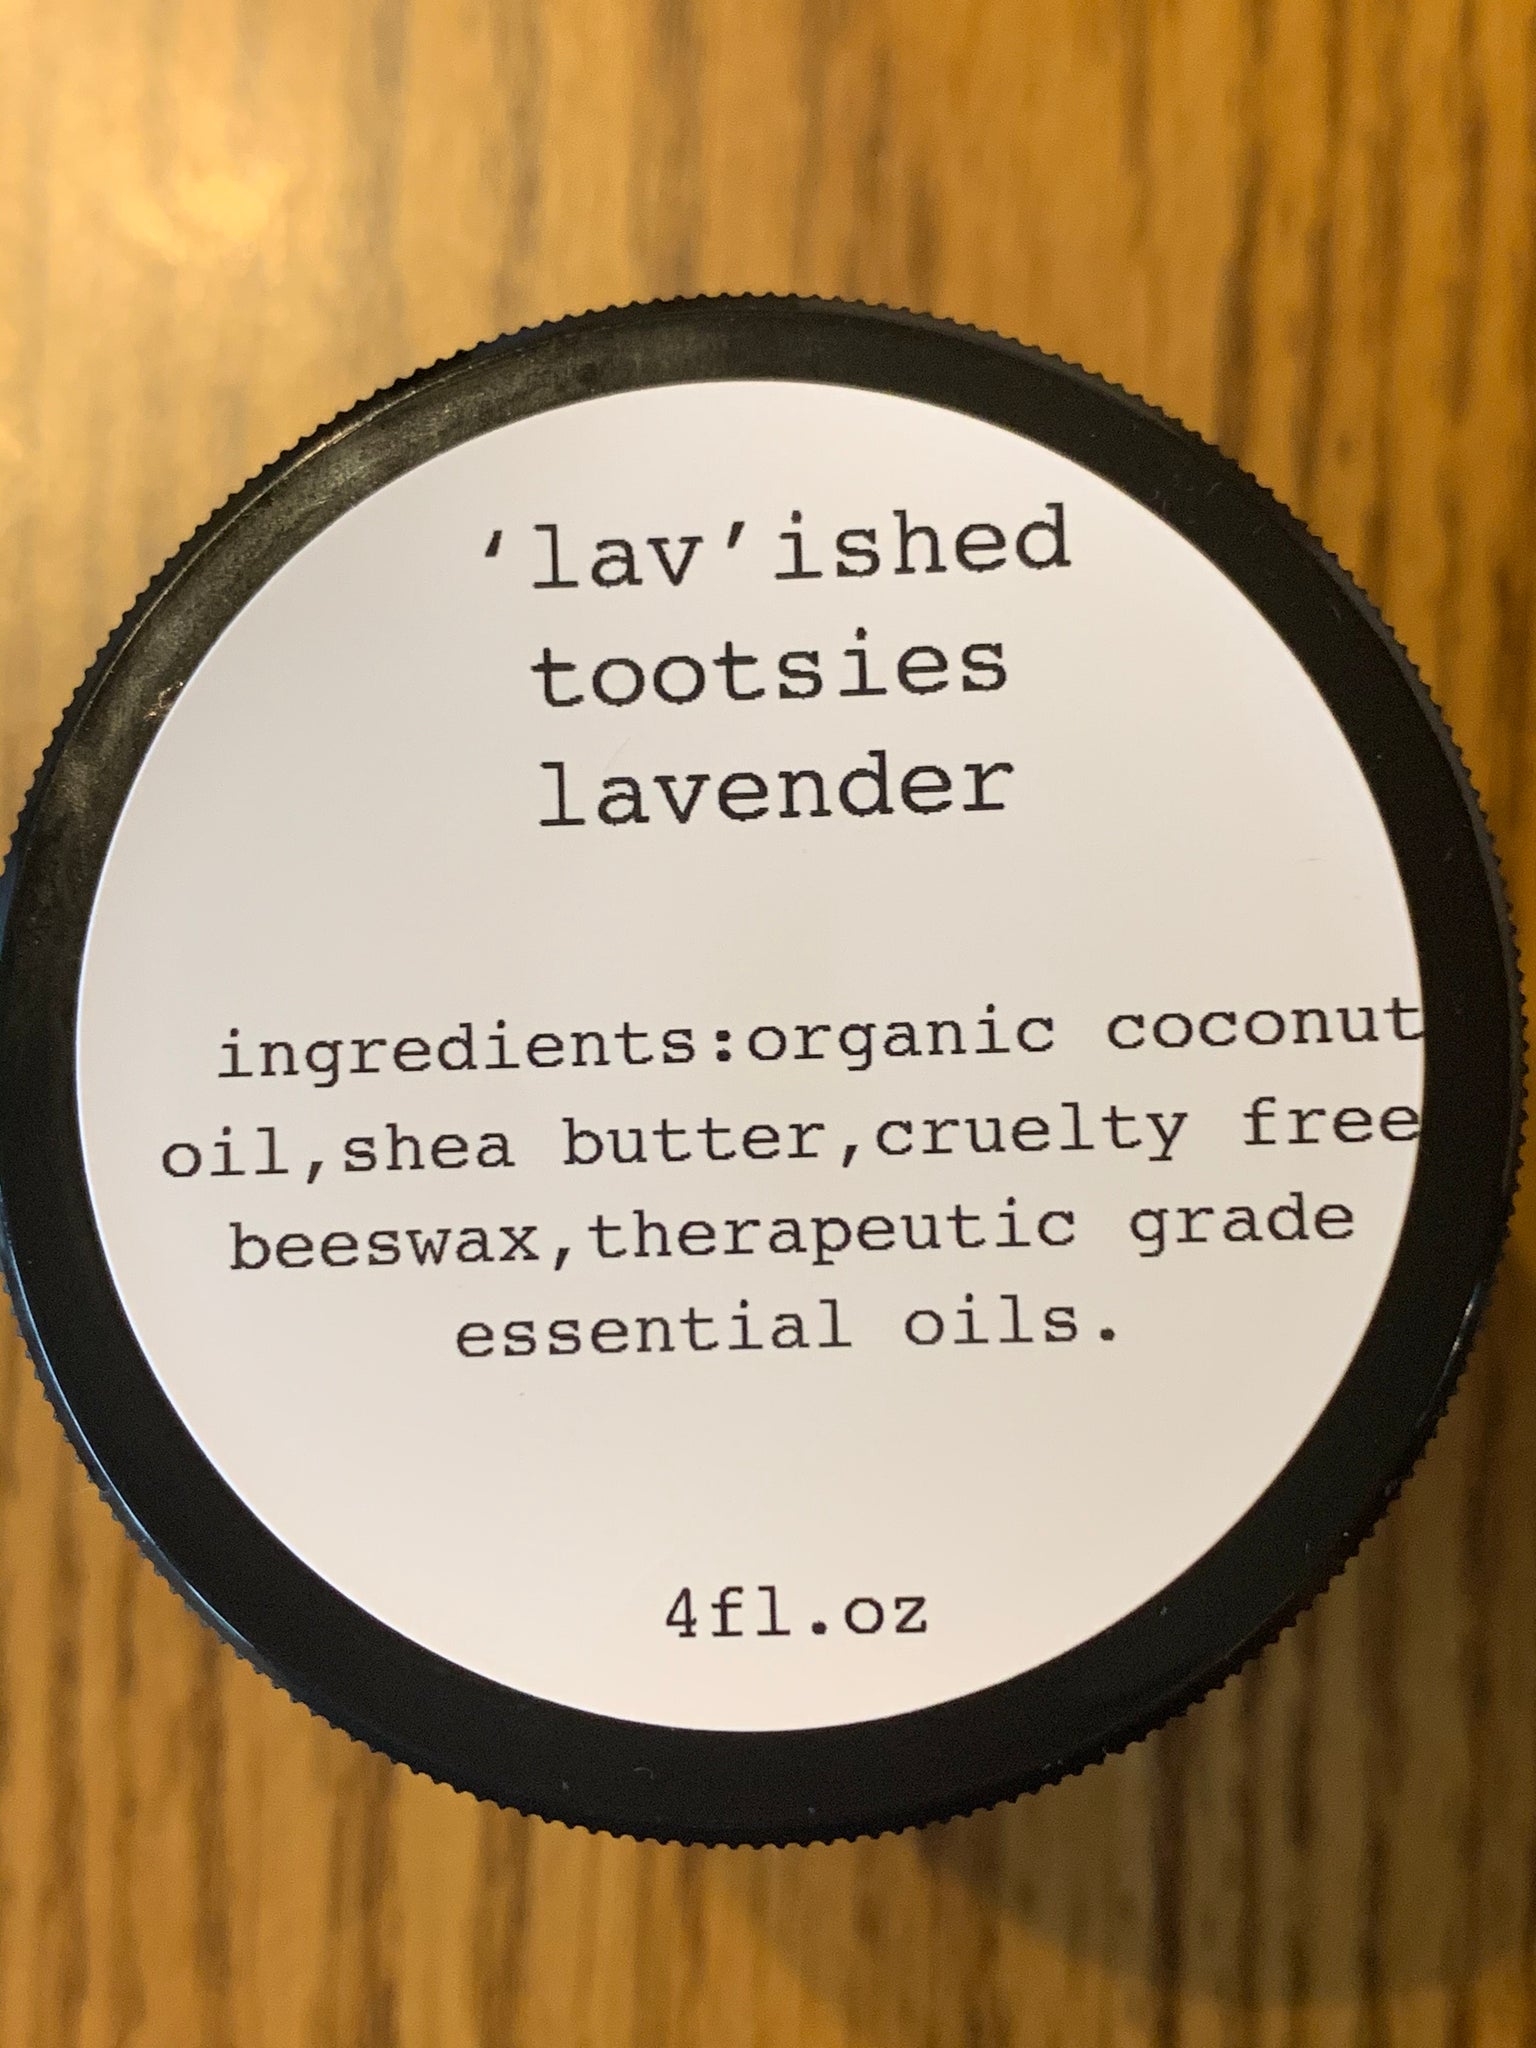 ‘lav’ished
tootsies
lavender
ingredients:organic coconut
oil,shea butter,cruelty free
beeswax,therapeutic grade
essential oils.
4fl.oz